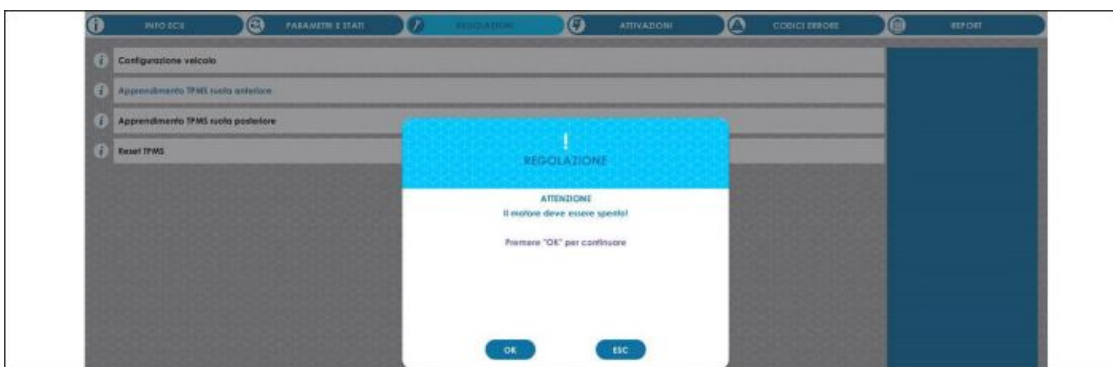 INFO ECU
PARAMETRI E STATI
REGOLAZIONI
ATTIVAZIONI
CODICI ERRORE
REPORT
Configurazione veicolo
Apprendimento TPMS ruota anteriore
Apprendimento TPMS ruota posteriore
Reset TPMS
!
REGOLAZIONE
ATTENZIONE
Il motore deve essere spento!
Premere "OK" per continuare
OK
ESC